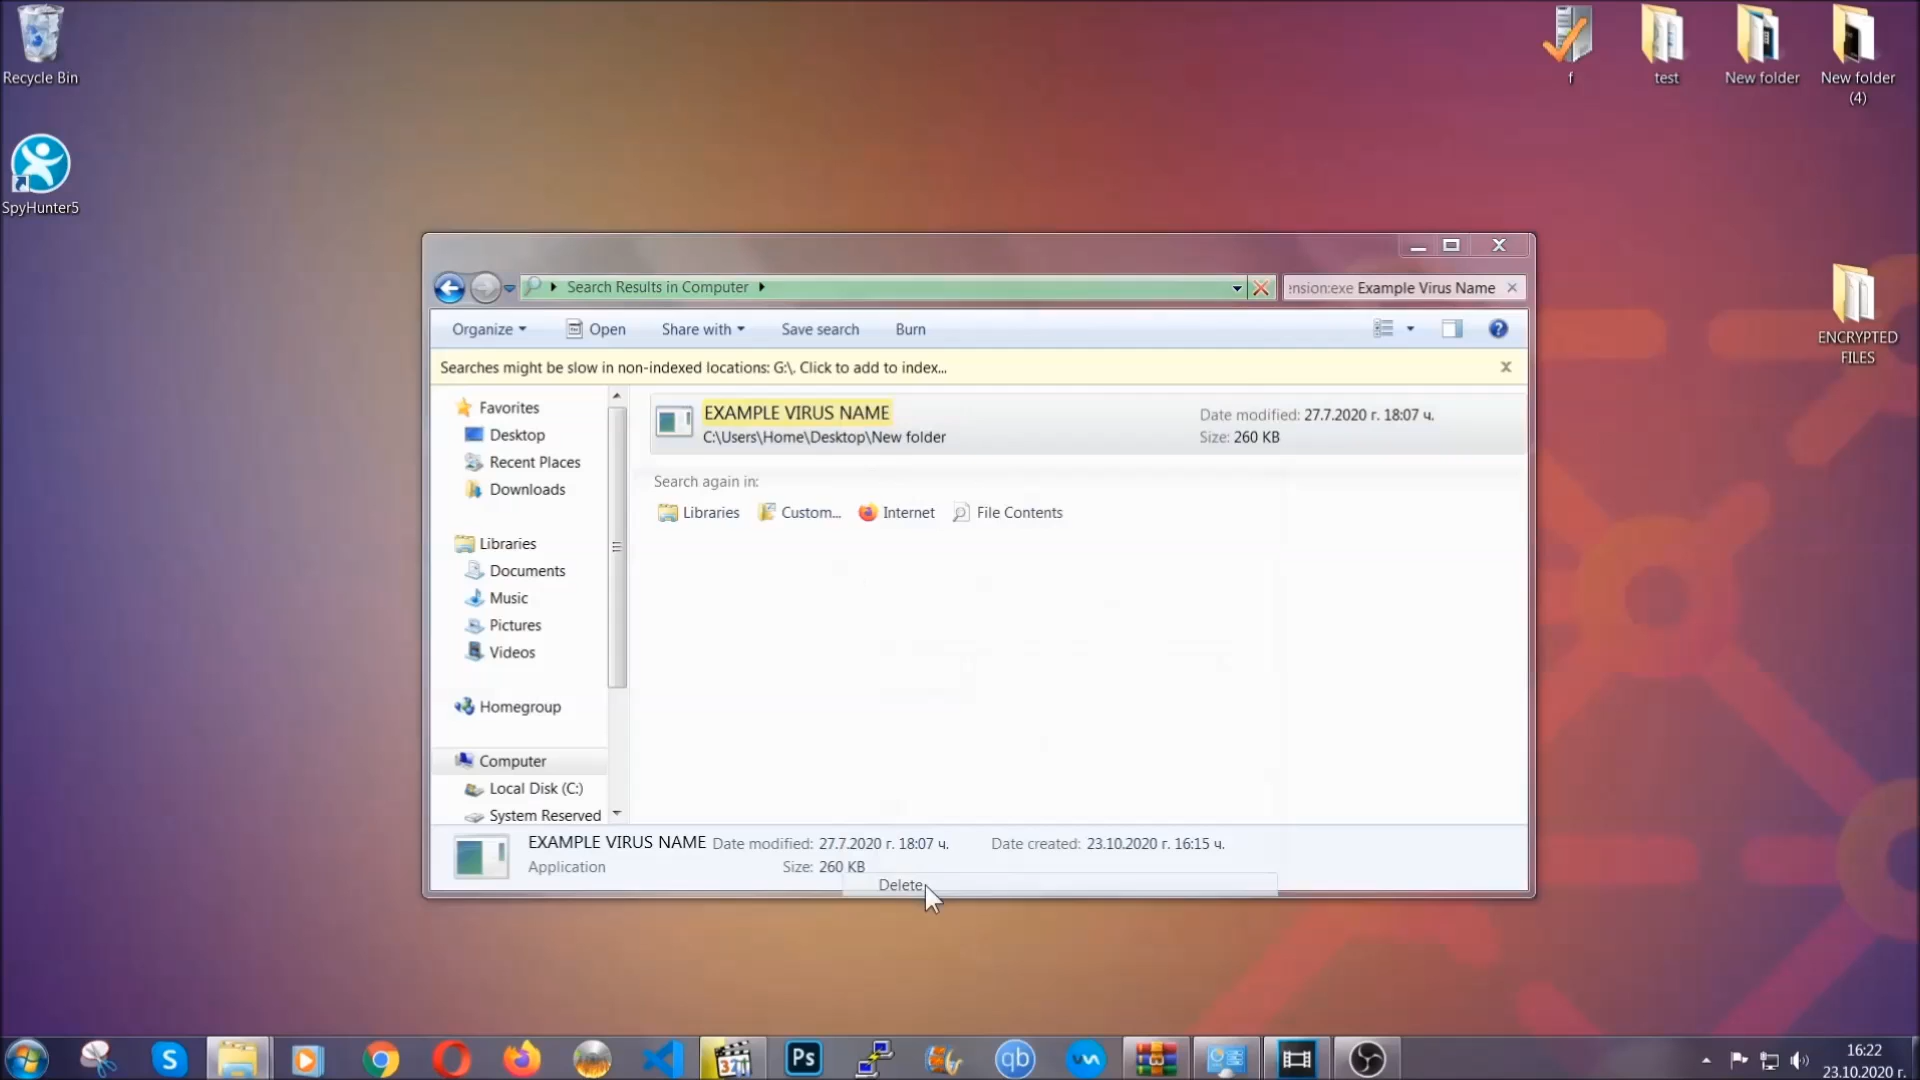 Recycle Bin
SpyHunter5
f
test
New folder
New folder
(4)
ENCRYPTED
FILES
Search Results in Computer
ension:exe Example Virus Name
Organize
Open
Share with
Save search
Burn
Searches might be slow in non-indexed locations: G:\. Click to add to index...
Favorites
Desktop
Recent Places
Downloads
Libraries
Documents
Music
Pictures
Videos
Homegroup
Computer
Local Disk (C:)
System Reserved
EXAMPLE VIRUS NAME
C:\Users\Home\Desktop\New folder
Date modified: 27.7.2020 г. 18:07 ч.
Size: 260 KB
Search again in:
Libraries
Custom...
Internet
File Contents
EXAMPLE VIRUS NAME Date modified: 27.7.2020 г. 18:07 ч. Date created: 23.10.2020 г. 16:15 ч.
Application Size: 260 KB
Delete
S
Ps
qb
16:22
23.10.2020 г.